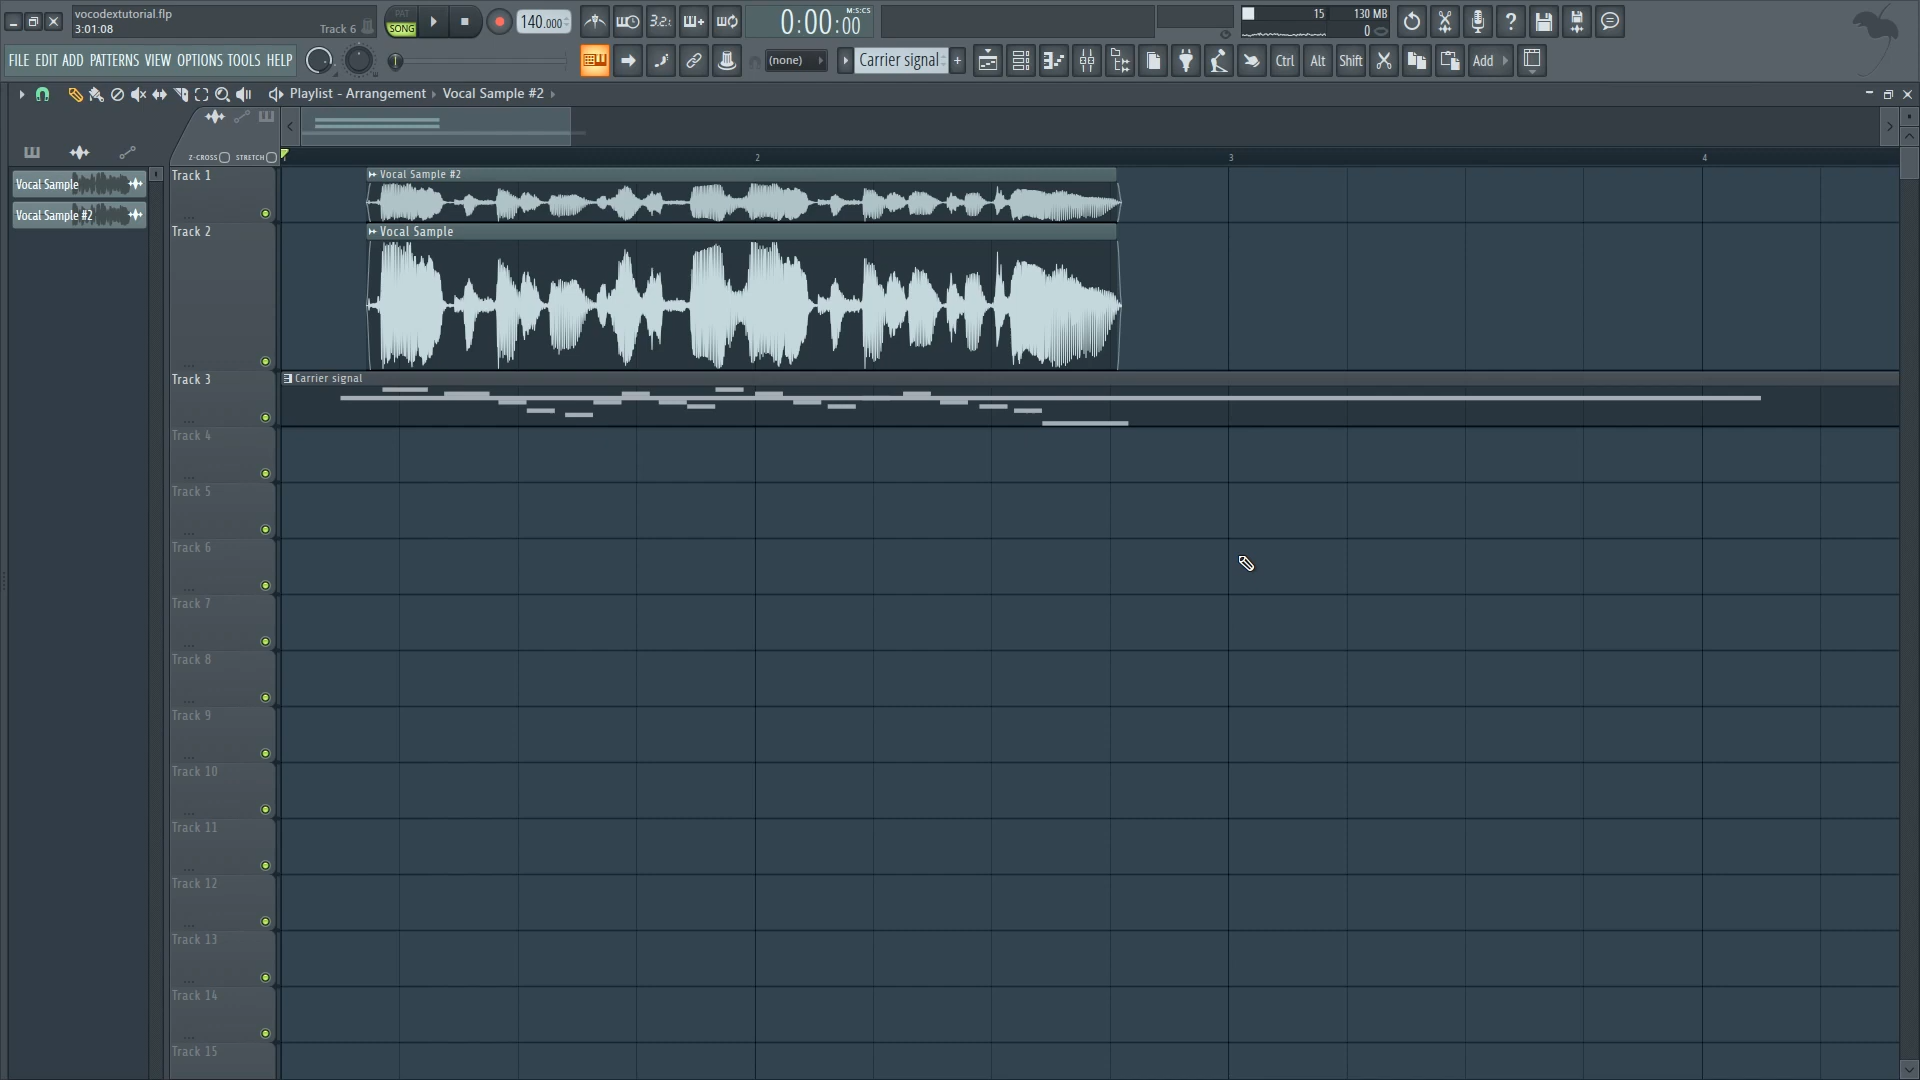 vocodextutorial.flp
3:01:08
Track 6
PAT
SONG
140.000
3.2.:
0:00:00
M:S:CS
15
130 MB
0
FILE EDIT ADD PATTERNS VIEW OPTIONS TOOLS HELP
(none)
Carrier signal
+
Ctrl
Alt
Shift
Add
?
Playlist - Arrangement › Vocal Sample #2 ›
Z-CROSS
STRETCH
1
2
3
4
Vocal Sample
Vocal Sample #2
Track 1
Vocal Sample #2
Track 2
Vocal Sample
Track 3
Carrier signal
Track 4
Track 5
Track 6
Track 7
Track 8
Track 9
Track 10
Track 11
Track 12
Track 13
Track 14
Track 15